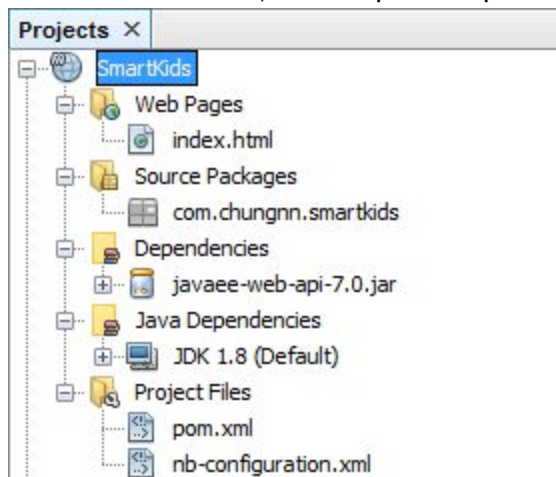 Projects
SmartKids
Web Pages
index.html
Source Packages
com.chungnn.smartkids
Dependencies
javaee-web-api-7.0.jar
Java Dependencies
JDK 1.8 (Default)
Project Files
pom.xml
nb-configuration.xml